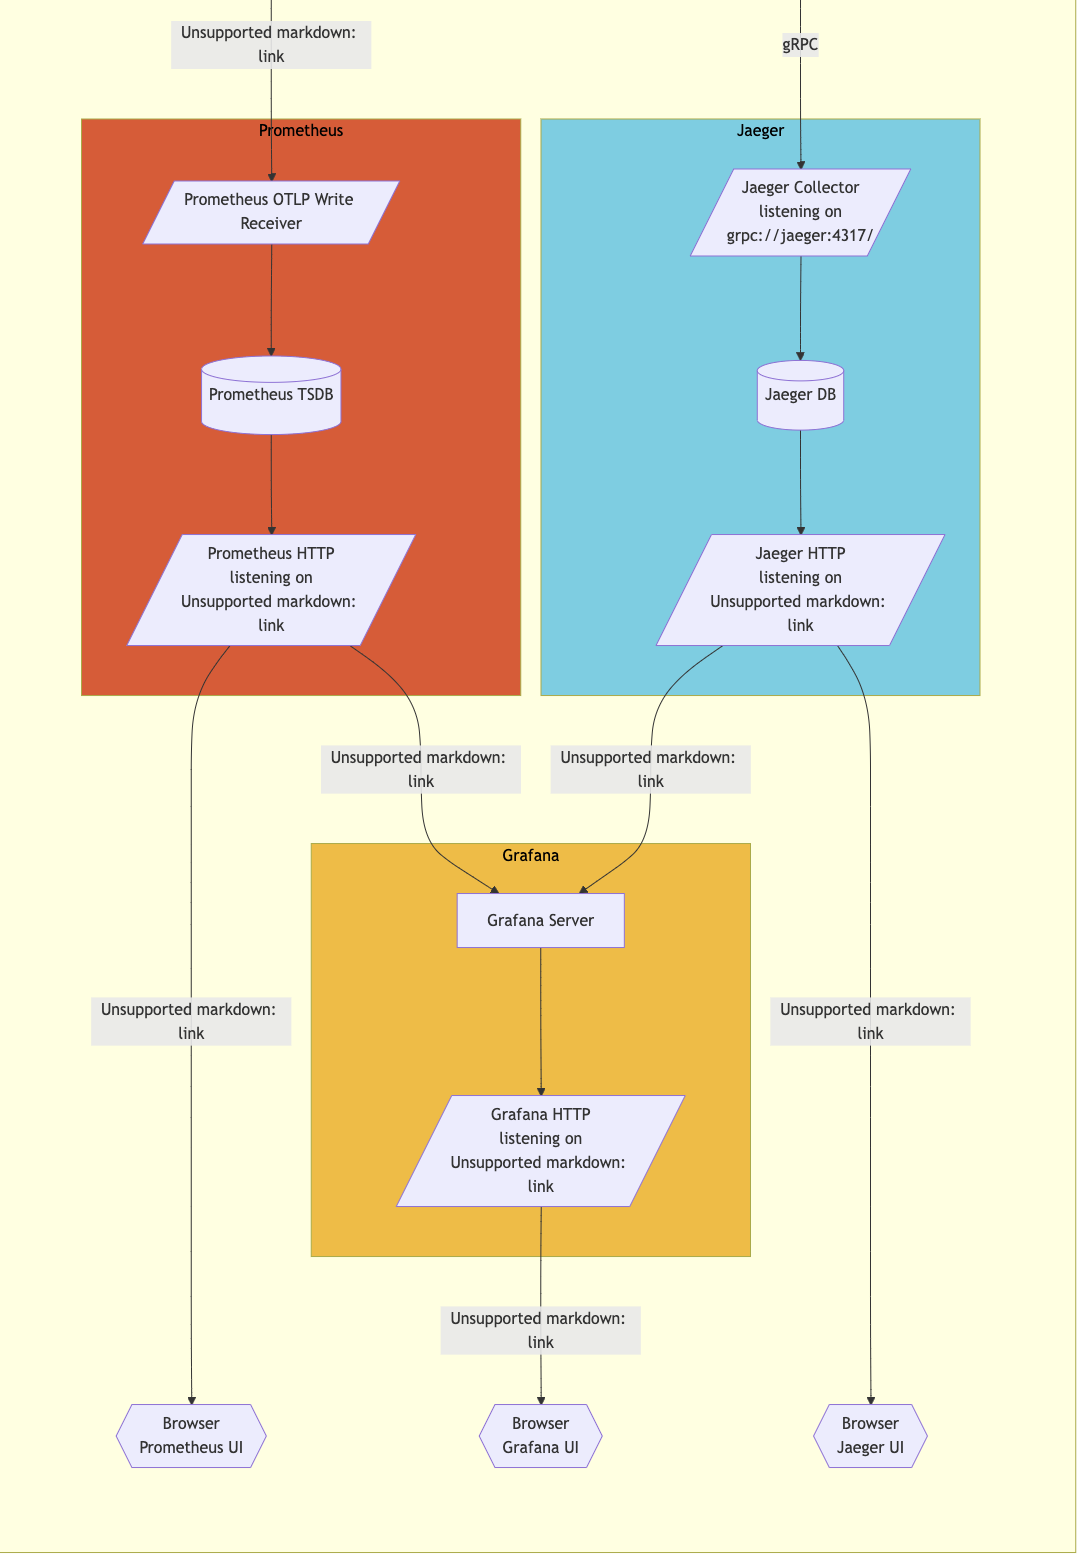 Unsupported markdown:
link
gRPC
Prometheus
Jaeger
Prometheus OTLP Write
Receiver
Jaeger Collector
listening on
grpc://jaeger:4317/
Prometheus TSDB
Jaeger DB
Prometheus HTTP
listening on
Unsupported markdown:
link
Jaeger HTTP
listening on
Unsupported markdown:
link
Unsupported markdown:
link
Unsupported markdown:
link
Grafana
Grafana Server
Unsupported markdown:
link
Unsupported markdown:
link
Grafana HTTP
listening on
Unsupported markdown:
link
Unsupported markdown:
link
Browser
Prometheus UI
Browser
Grafana UI
Browser
Jaeger UI